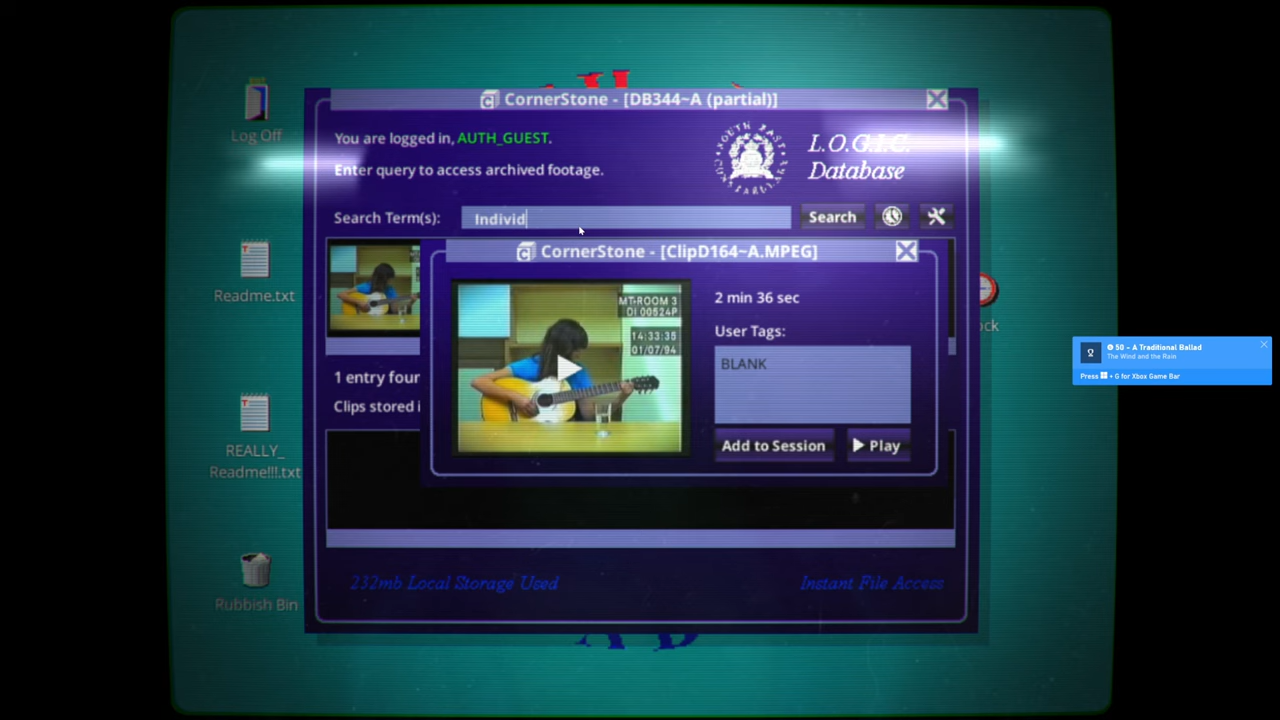 CornerStone - [DB344~A (partial)]
Log Off
You are logged in, AUTH_GUEST.
Enter query to access archived footage.
SOUTH EAST
L.O.G.I.C.
Database
Search Term(s): Individ Search
CornerStone - [ClipD164~A.MPEG]
Readme.txt
MT-ROOM 3
DI 00524P
14:33:35
01/07/94
2 min 36 sec
User Tags:
BLANK
ock
50 - A Traditional Ballad
The Wind and the Rain
Press + G for Xbox Game Bar
1 entry four
Clips stored i
Add to Session
Play
REALLY_
Readme!!!.txt
232mb Local Storage Used
Instant File Access
Rubbish Bin